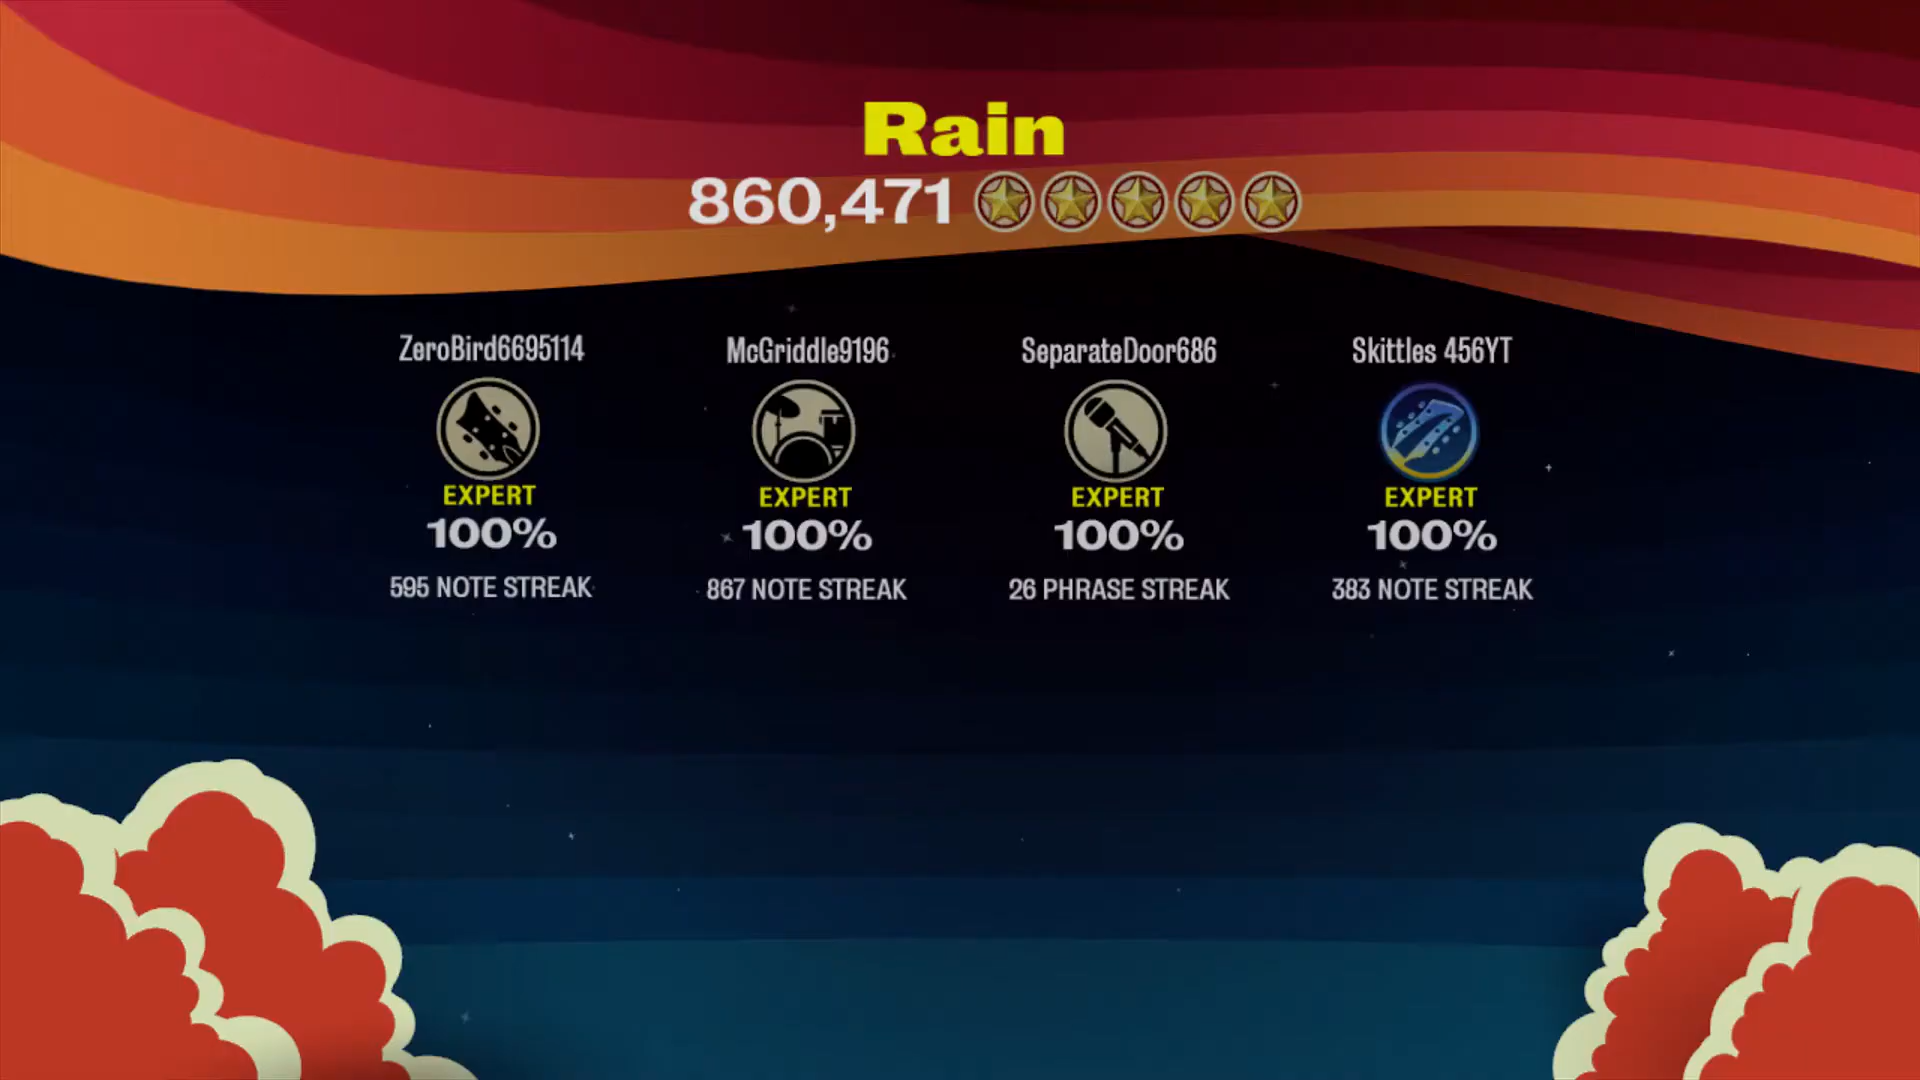 Rain
860,471
ZeroBird6695114 McGriddle9196 SeparateDoor686 Skittles 456YT
EXPERT EXPERT EXPERT EXPERT
100% 100% 100% 100%
595 NOTE STREAK 867 NOTE STREAK 26 PHRASE STREAK 383 NOTE STREAK